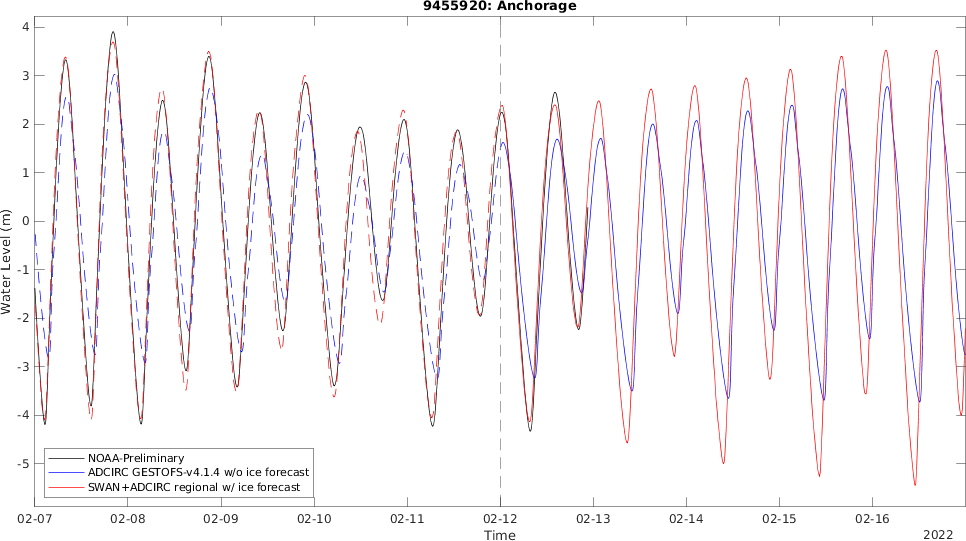 9455920: Anchorage
4
3
2
1
0
-1
-2
-3
-4
-5
Water Level (m)
NOAA-Preliminary
ADCIRC GESTOFS-v4.1.4 w/o ice forecast
SWAN+ADCIRC regional w/ ice forecast
02-07 02-08 02-09 02-10 02-11 02-12 02-13 02-14 02-15 02-16
Time
2022